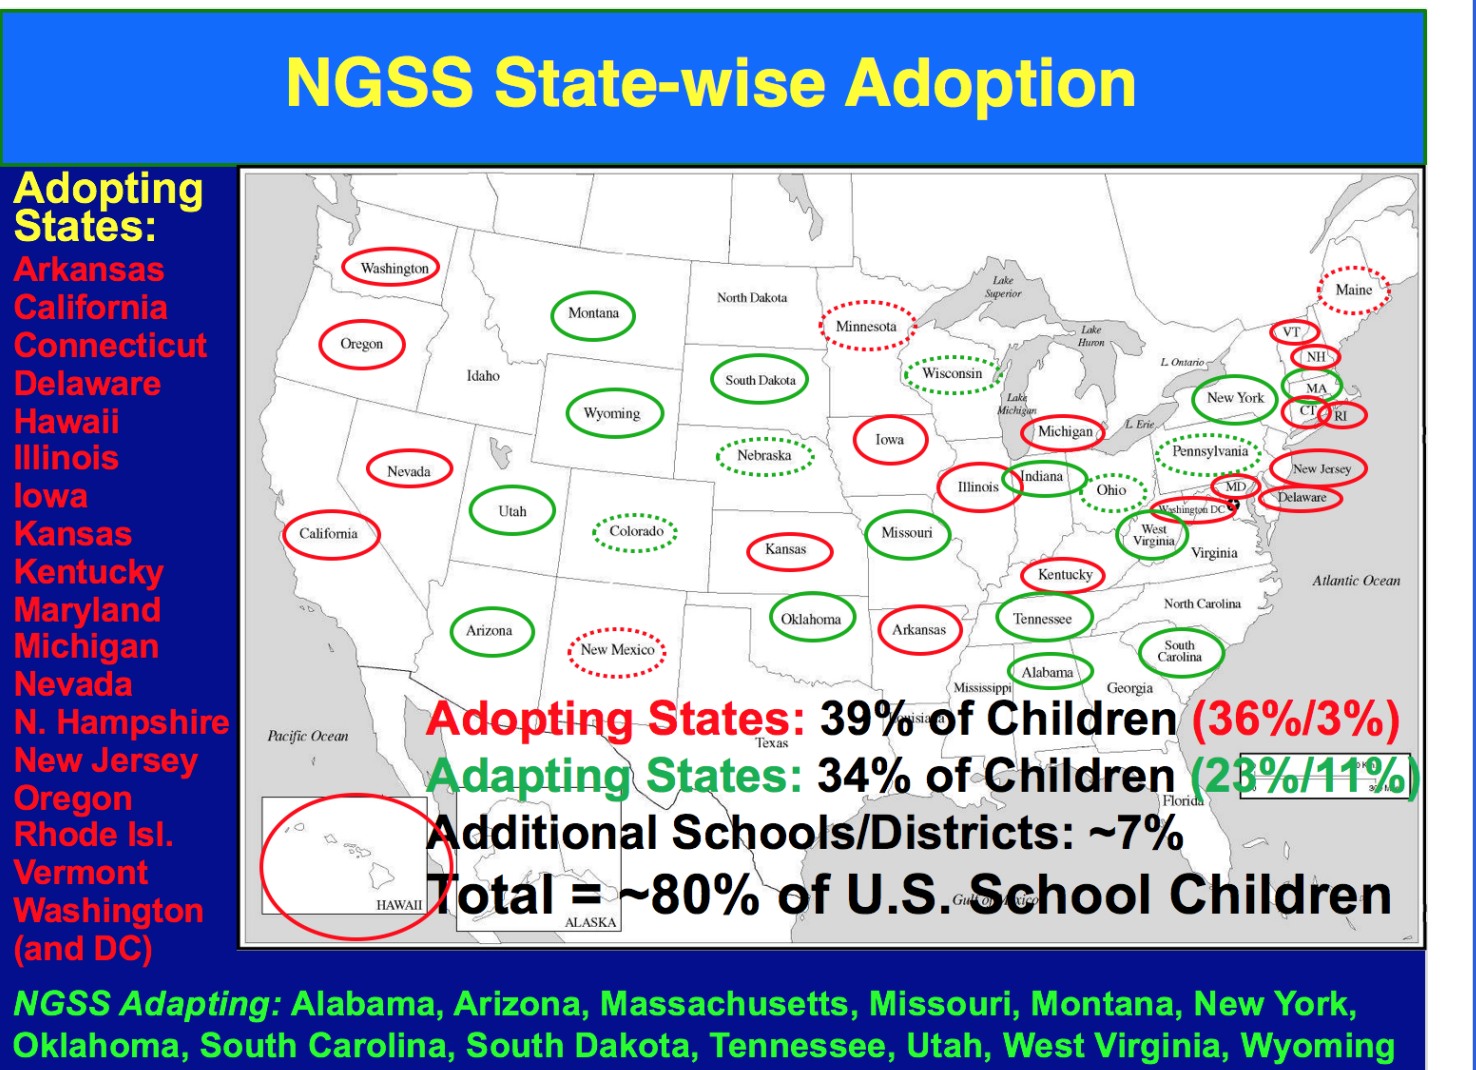 NGSS State-wise Adoption
Adopting
States:
Arkansas
California
Connecticut
Delaware
Hawaii
Illinois
Iowa
Kansas
Kentucky
Maryland
Michigan
Nevada
N. Hampshire
New Jersey
Oregon
Rhode Isl.
Vermont
Washington
(and DC)
Washington
Oregon
Montana
Idaho
Wyoming
Nevada
California
Utah
Colorado
Arizona
New Mexico
North Dakota
South Dakota
Nebraska
Kansas
Oklahoma
Texas
Minnesota
Wisconsin
Iowa
Missouri
Arkansas
Louisiana
Illinois
Michigan
Indiana
Ohio
Kentucky
Tennessee
Mississippi
Alabama
Georgia
Florida
South
Carolina
North Carolina
Virginia
West
Virginia
Washington DC
MD
Delaware
New Jersey
Pennsylvania
New York
CT
RI
MA
NH
VT
Maine
Lake
Superior
Lake
Michigan
Lake
Huron
L. Ontario
L. Erie
Atlantic Ocean
Pacific Ocean
Gulf of Mexico
HAWAII
ALASKA
Adopting States: 39% of Children (36%/3%)
Adapting States: 34% of Children (23%/11%)
Additional Schools/Districts: ~7%
Total = ~80% of U.S. School Children
NGSS Adapting: Alabama, Arizona, Massachusetts, Missouri, Montana, New York,
Oklahoma, South Carolina, South Dakota, Tennessee, Utah, West Virginia, Wyoming